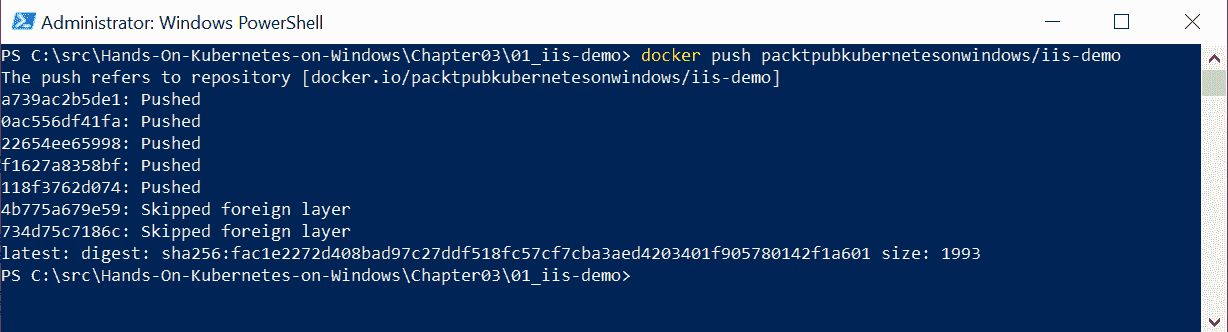 Administrator: Windows PowerShell
PS C:\src\Hands-On-Kubernetes-on-Windows\Chapter03\01_iis-demo> docker push packtpubkubernetesonwindows/iis-demo
The push refers to repository [docker.io/packtpubkubernetesonwindows/iis-demo]
a739ac2b5de1: Pushed
0ac556df41fa: Pushed
22654ee65998: Pushed
f1627a8358bf: Pushed
118f3762d074: Pushed
4b775a679e59: Skipped foreign layer
734d75c7186c: Skipped foreign layer
latest: digest: sha256:fac1e2272d408bad97c27ddf518fc57cf7cba3aed4203401f905780142f1a601 size: 1993
PS C:\src\Hands-On-Kubernetes-on-Windows\Chapter03\01_iis-demo>